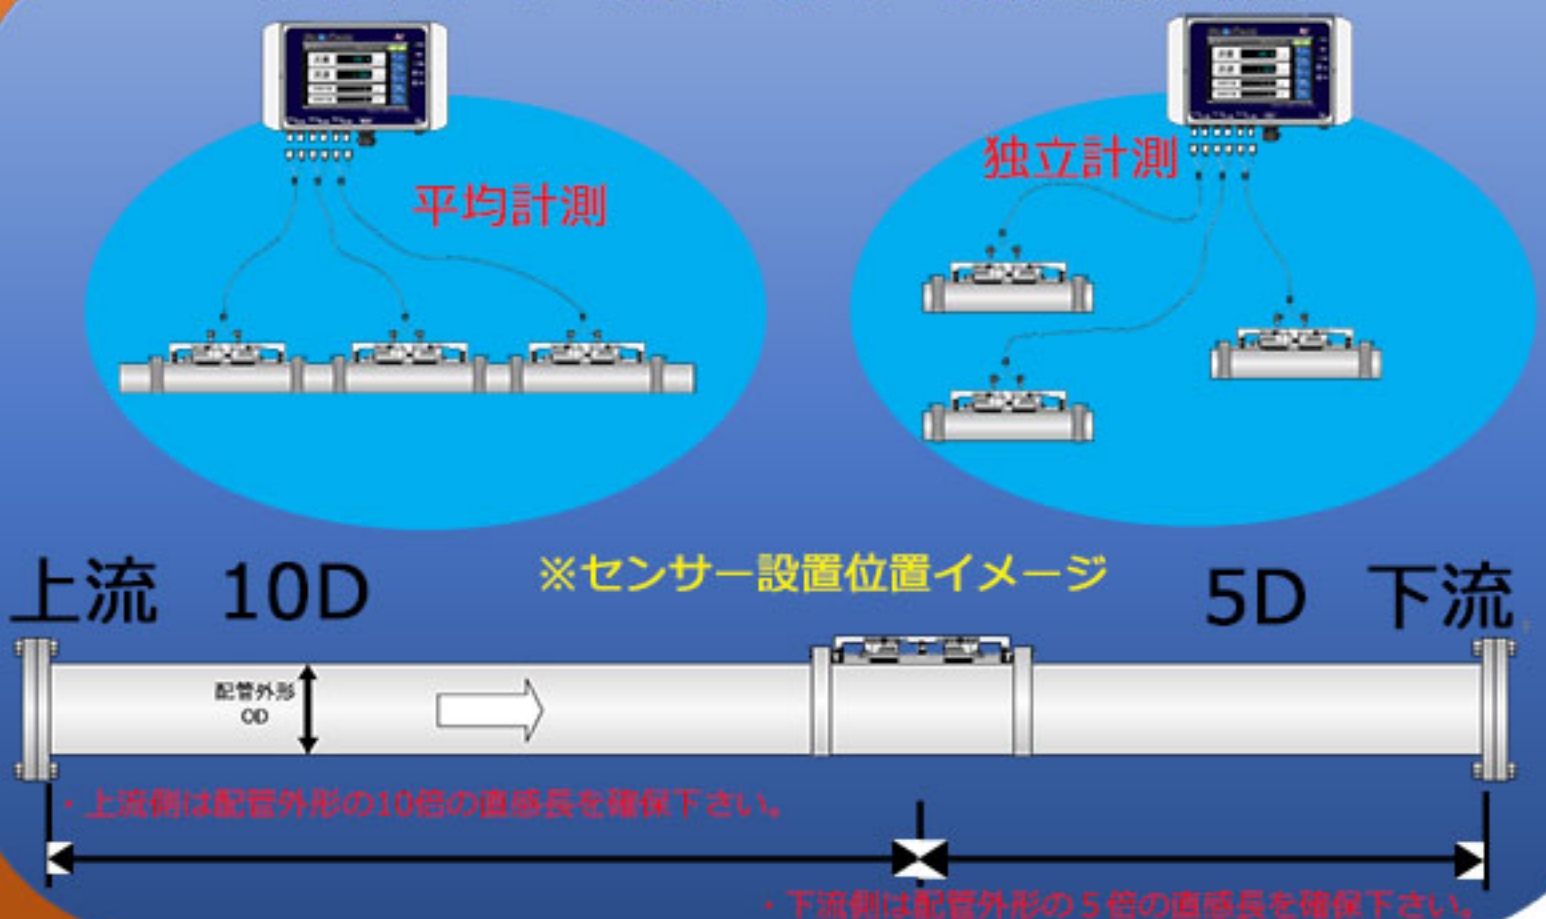 平均計測
独立計測
上流 10D
※センサー設置位置イメージ
5D 下流
配管外形
OD
・上流側は配管外形の10倍の直感長を確保下さい。
・下流側は配管外形の5倍の直感長を確保下さい。